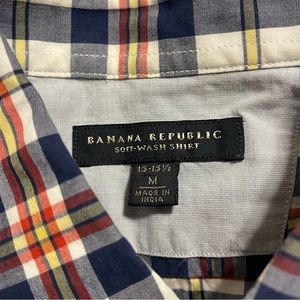 BANANA REPUBLIC
SOFT-WASH SHIRT
15-15½
M
MADE IN
INDIA